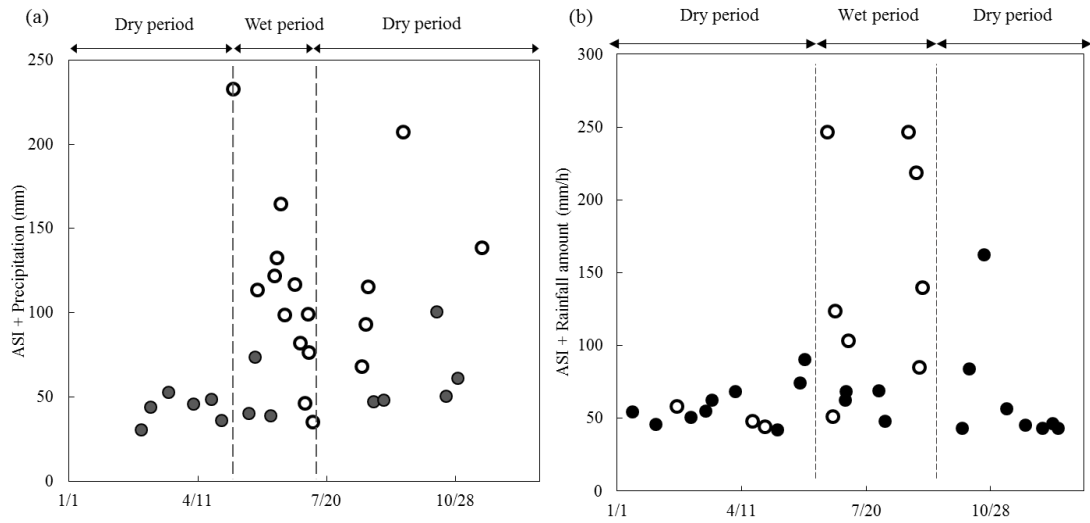 (a)
Dry period
Wet period
Dry period
250
200
150
100
50
0
ASI + Precipitation (mm)
1/1
4/11
7/20
10/28
(b)
Dry period
Wet period
Dry period
300
250
200
150
100
50
0
ASI + Rainfall amount (mm/h)
1/1
4/11
7/20
10/28